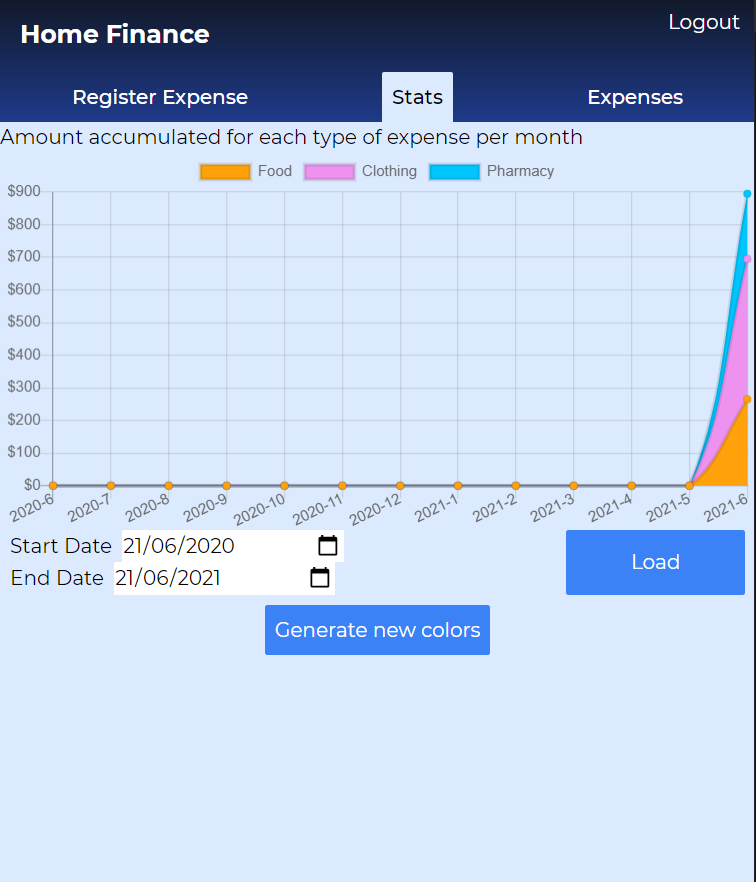 Home Finance
Logout
Register Expense
Stats
Expenses
Amount accumulated for each type of expense per month
Food
Clothing
Pharmacy
$900
$800
$700
$600
$500
$400
$300
$200
$100
$0
2020-6
2020-7
2020-8
2020-9
2020-10
2020-11
2020-12
2021-1
2021-2
2021-3
2021-4
2021-5
2021-6
Start Date 21/06/2020
End Date 21/06/2021
Load
Generate new colors